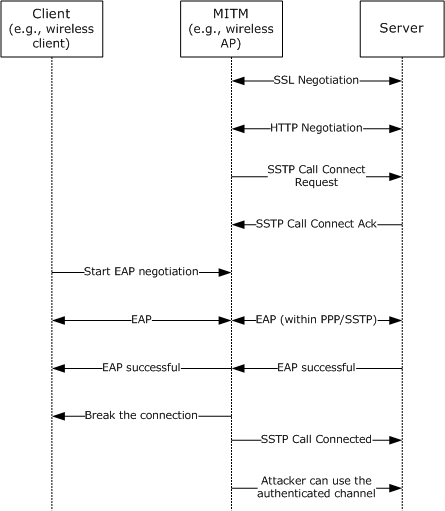 Client
(e.g., wireless
client)
MITM
(e.g., wireless
AP)
Server
SSL Negotiation
HTTP Negotiation
SSTP Call Connect
Request
SSTP Call Connect Ack
Start EAP negotiation
EAP
EAP (within PPP/SSTP)
EAP successful
EAP successful
Break the connection
SSTP Call Connected
Attacker can use the
authenticated channel